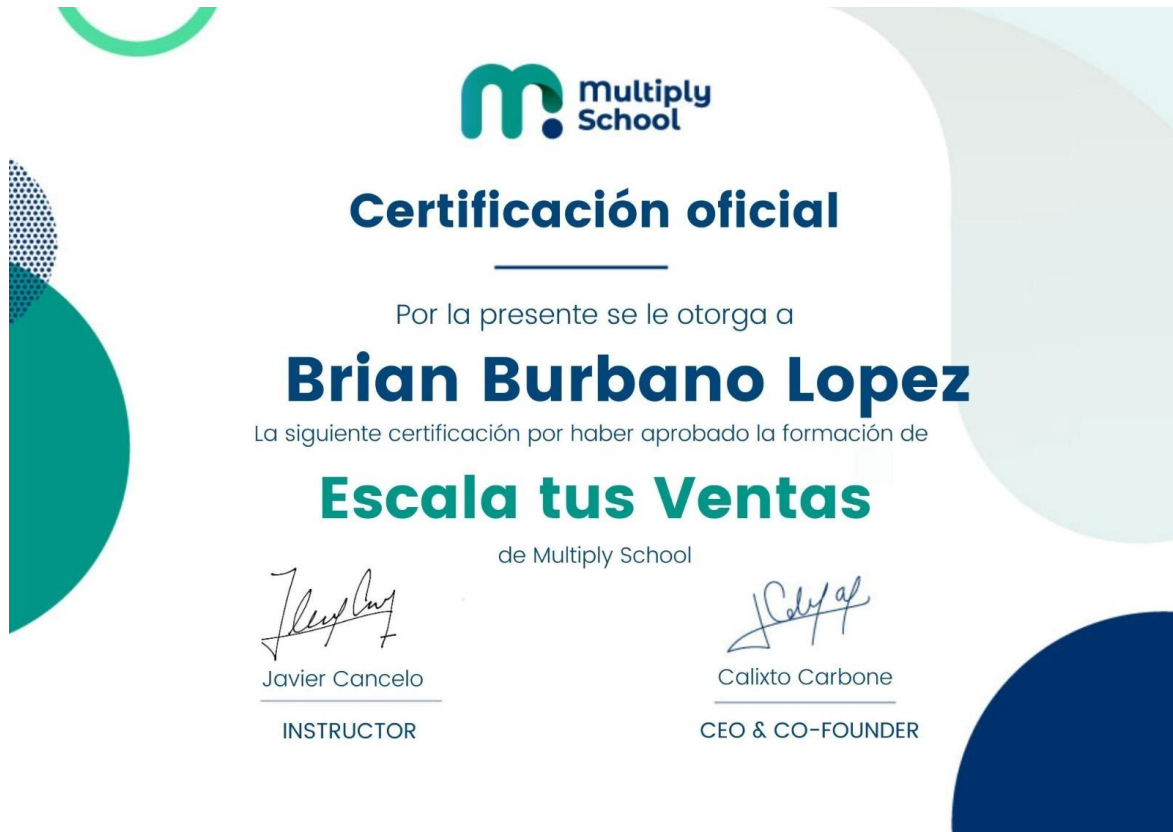 Multiply
School
Certificación oficial
Por la presente se le otorga a
Brian Burbano Lopez
La siguiente certificación por haber aprobado la formación de
Escala tus Ventas
de Multiply School
Javier Cancelo
INSTRUCTOR
Calixto Carbone
CEO & CO-FOUNDER